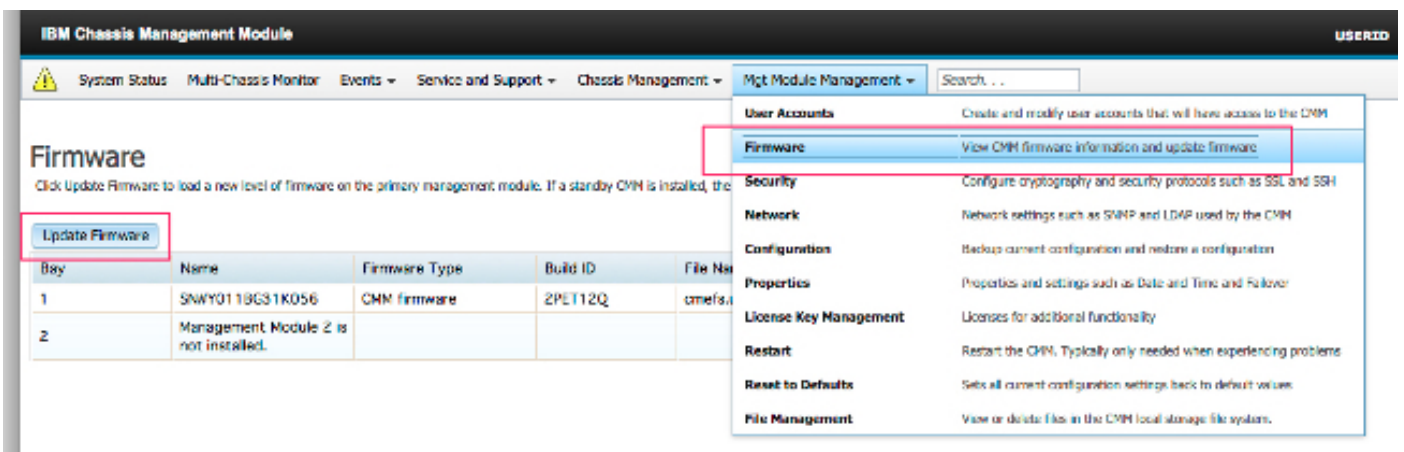 IBM Chassis Management Module USERID
System Status Multi-Chassis Monitor Events Service and Support Chassis Management Mgt Module Management Search. . .
User Accounts Create and modify user accounts that will have access to the CMM
Firmware View CMM firmware information and update firmware
Security Configure cryptography and security protocols such as SSL and SSH
Network Network settings such as SNMP and LDAP used by the CMM
Configuration Backup current configuration and restore a configuration
Properties Properties and settings such as Date and Time and Failover
License Key Management Licenses for additional functionality
Restart Restart the CMM. Typically only needed when experiencing problems
Reset to Defaults Sets all current configuration settings back to default values
File Management View or delete files in the CMM local storage file system.
Firmware
Click Update Firmware to load a new level of firmware on the primary management module. If a standby CMM is installed, the
Update Firmware
Bay Name Firmware Type Build ID File Nar
1 SNWY011BG31K056 CMM firmware 2PET12Q cmefs.
2 Management Module 2 is
not installed.